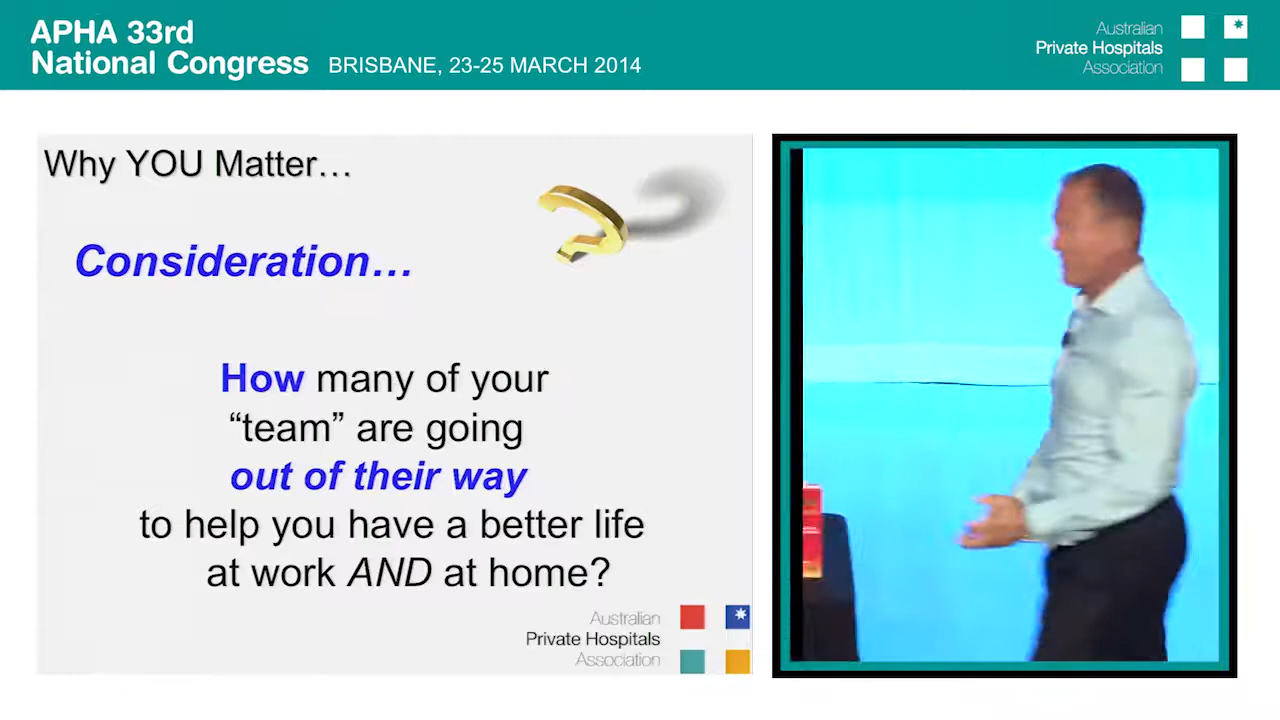 APHA 33rd
National Congress BRISBANE, 23-25 MARCH 2014
Australian
Private Hospitals
Association
Why YOU Matter…
Consideration…
How many of your
“team” are going
out of their way
to help you have a better life
at work AND at home?
Australian
Private Hospitals
Association